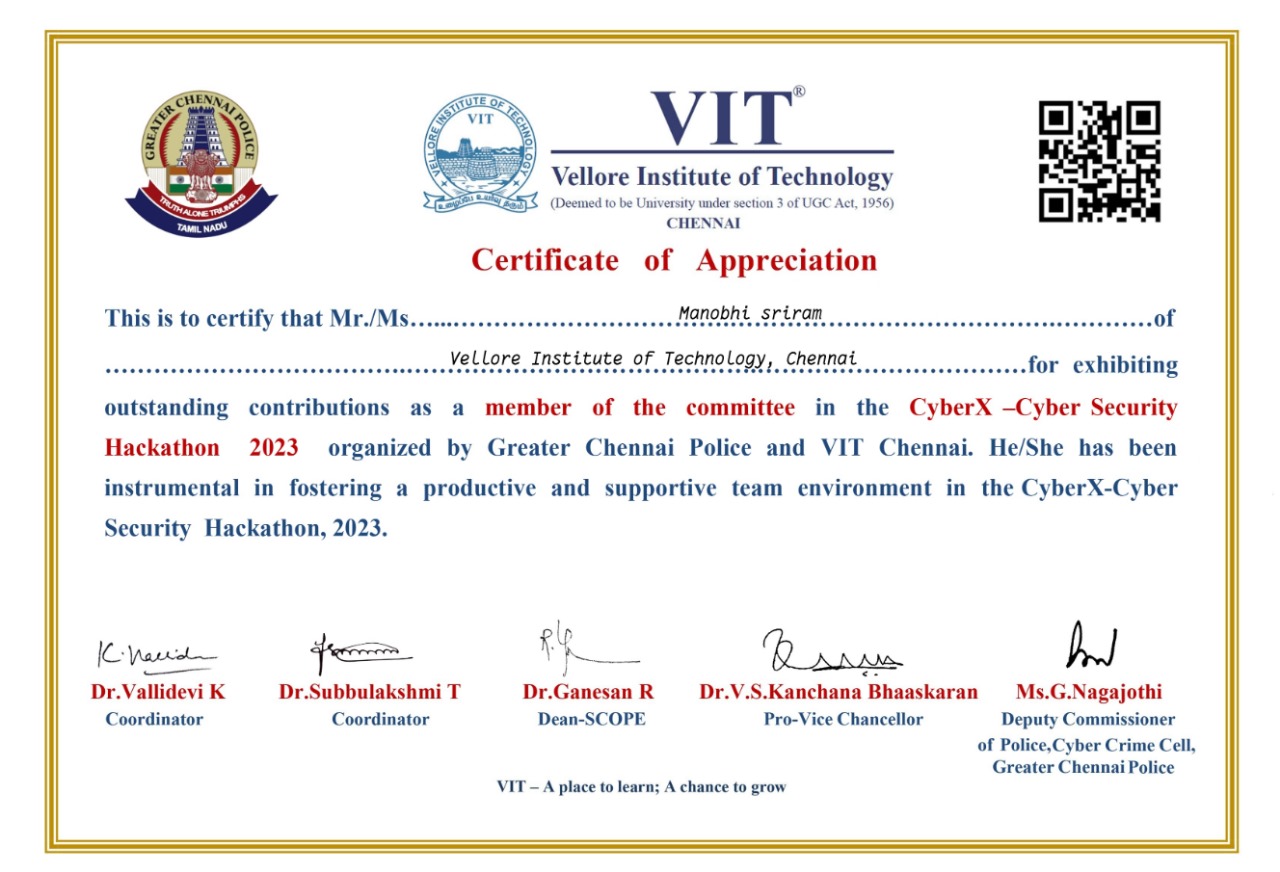 GREATER CHENNAI POLICE
TRUTH ALONE TRIUMPHS
TAMIL NADU
VELLORE INSTITUTE OF TECHNOLOGY
VIT
உழைப்பே உயர்வு தரும்
VIT®
Vellore Institute of Technology
(Deemed to be University under section 3 of UGC Act, 1956)
CHENNAI
Certificate of Appreciation
This is to certify that Mr./Ms.....……………………Manobhi sriram……………………………….…………of
……………………………….….Vellore Institute of Technology, Chennai…………………for exhibiting
outstanding contributions as a member of the committee in the CyberX –Cyber Security
Hackathon 2023 organized by Greater Chennai Police and VIT Chennai. He/She has been
instrumental in fostering a productive and supportive team environment in the CyberX-Cyber
Security Hackathon, 2023.
Dr.Vallidevi K
Coordinator
Dr.Subbulakshmi T
Coordinator
R.
Dr.Ganesan R
Dean-SCOPE
Dr.V.S.Kanchana Bhaaskaran
Pro-Vice Chancellor
Ms.G.Nagajothi
Deputy Commissioner
of Police,Cyber Crime Cell,
Greater Chennai Police
VIT – A place to learn; A chance to grow